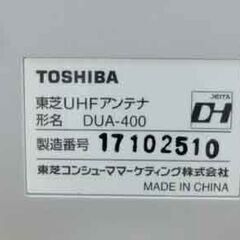 TOSHIBA
JEITA
DH
東芝UHFアンテナ
形名 DUA-400
製造番号 17102510
東芝コンシューママーケティング株式会社
MADE IN CHINA